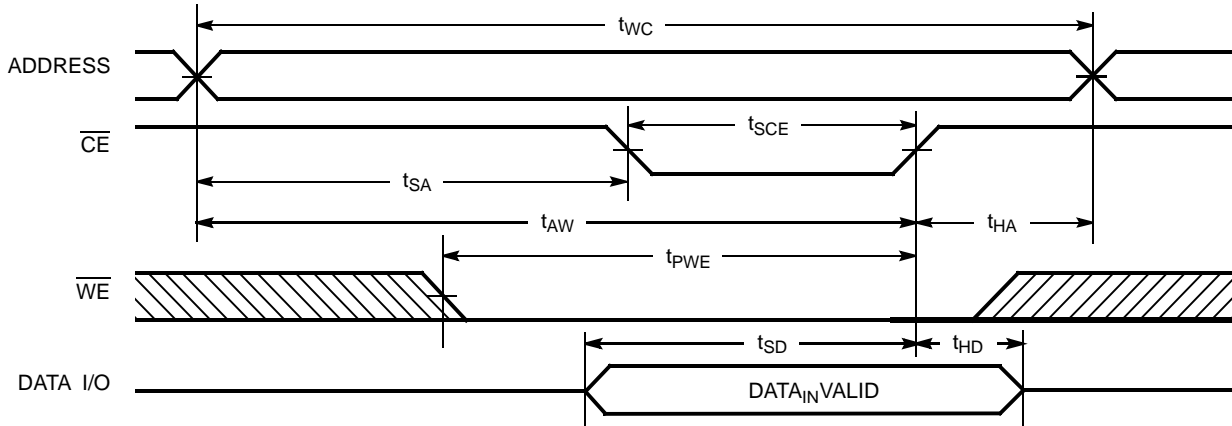 tWC
ADDRESS
CE
tSCE
tSA
tAW
tHA
tPWE
WE
tSD
tHD
DATA I/O
DATAINVALID